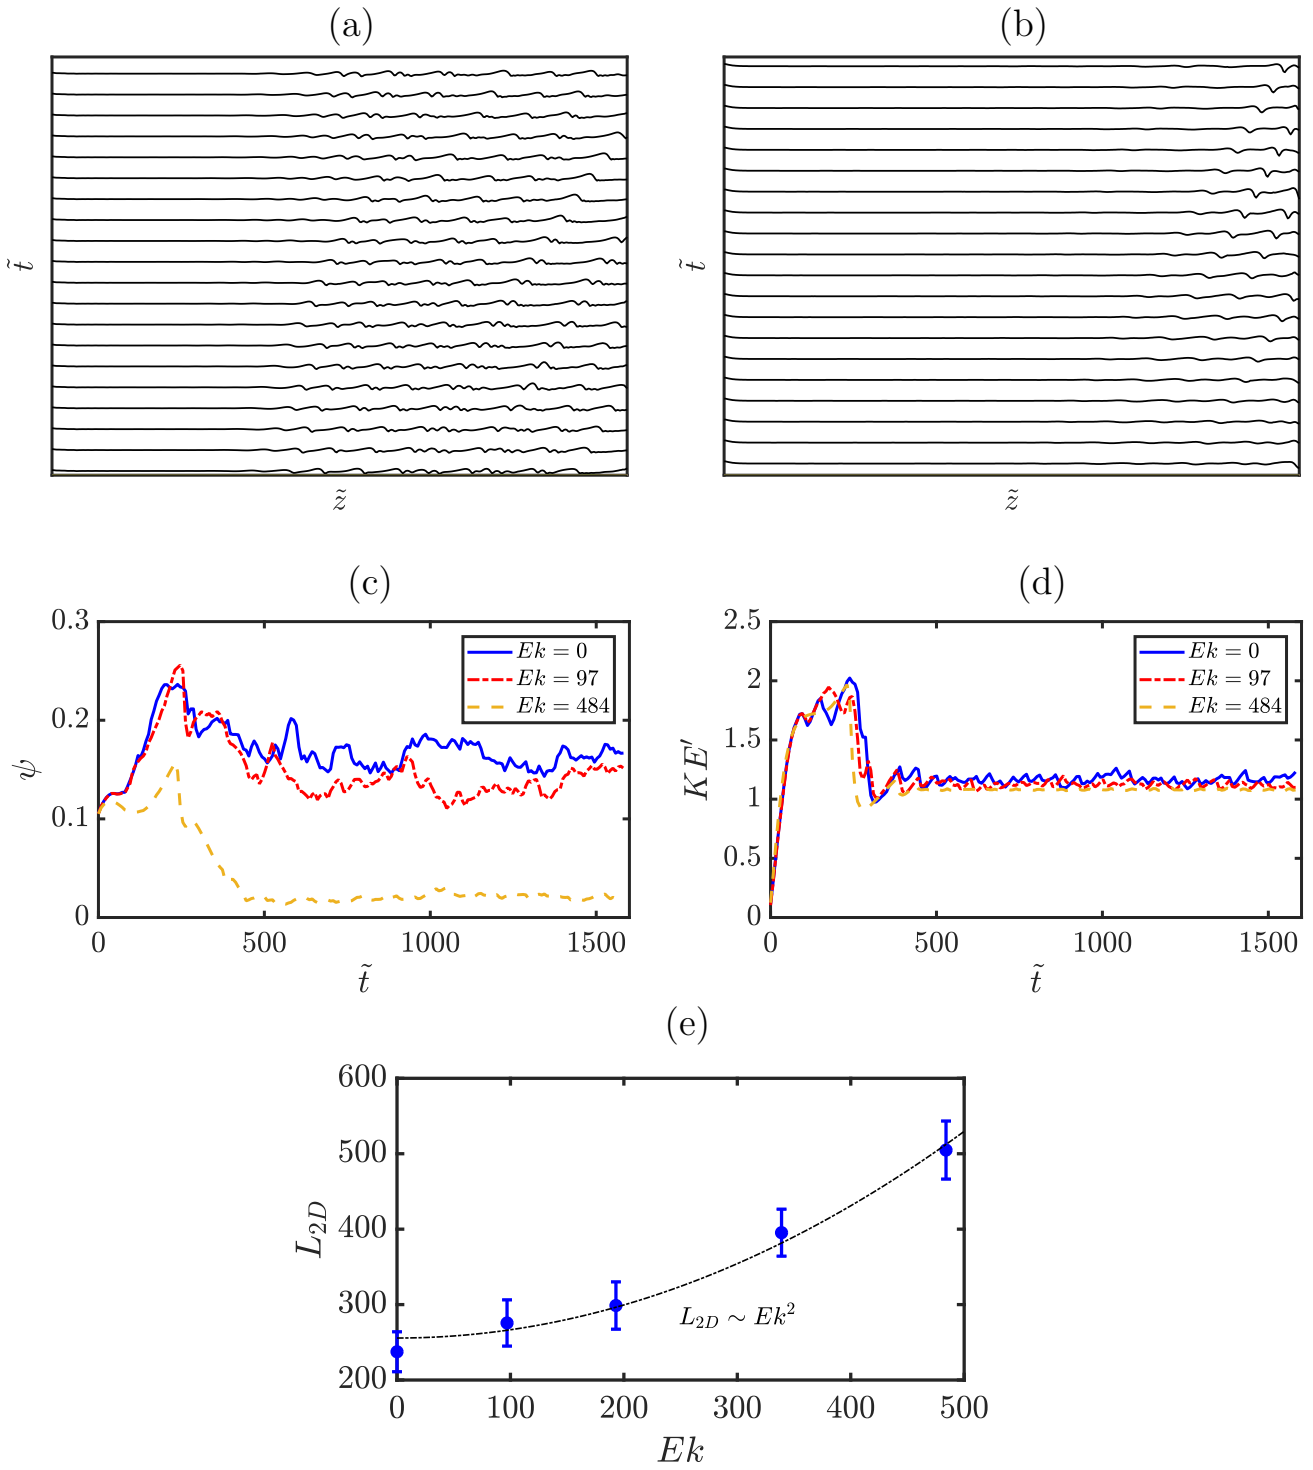 (a)
(b)
t̃
z̃
t̃
z̃
(c)
(d)
0.3
0.2
0.1
0
ψ
0
500
1000
1500
t̃
Ek = 0
Ek = 97
Ek = 484
2.5
2
1.5
1
0.5
0
KE′
0
500
1000
1500
t̃
Ek = 0
Ek = 97
Ek = 484
(e)
600
500
400
300
200
L₂D
L₂D ∼ Ek²
0
100
200
300
400
500
Ek